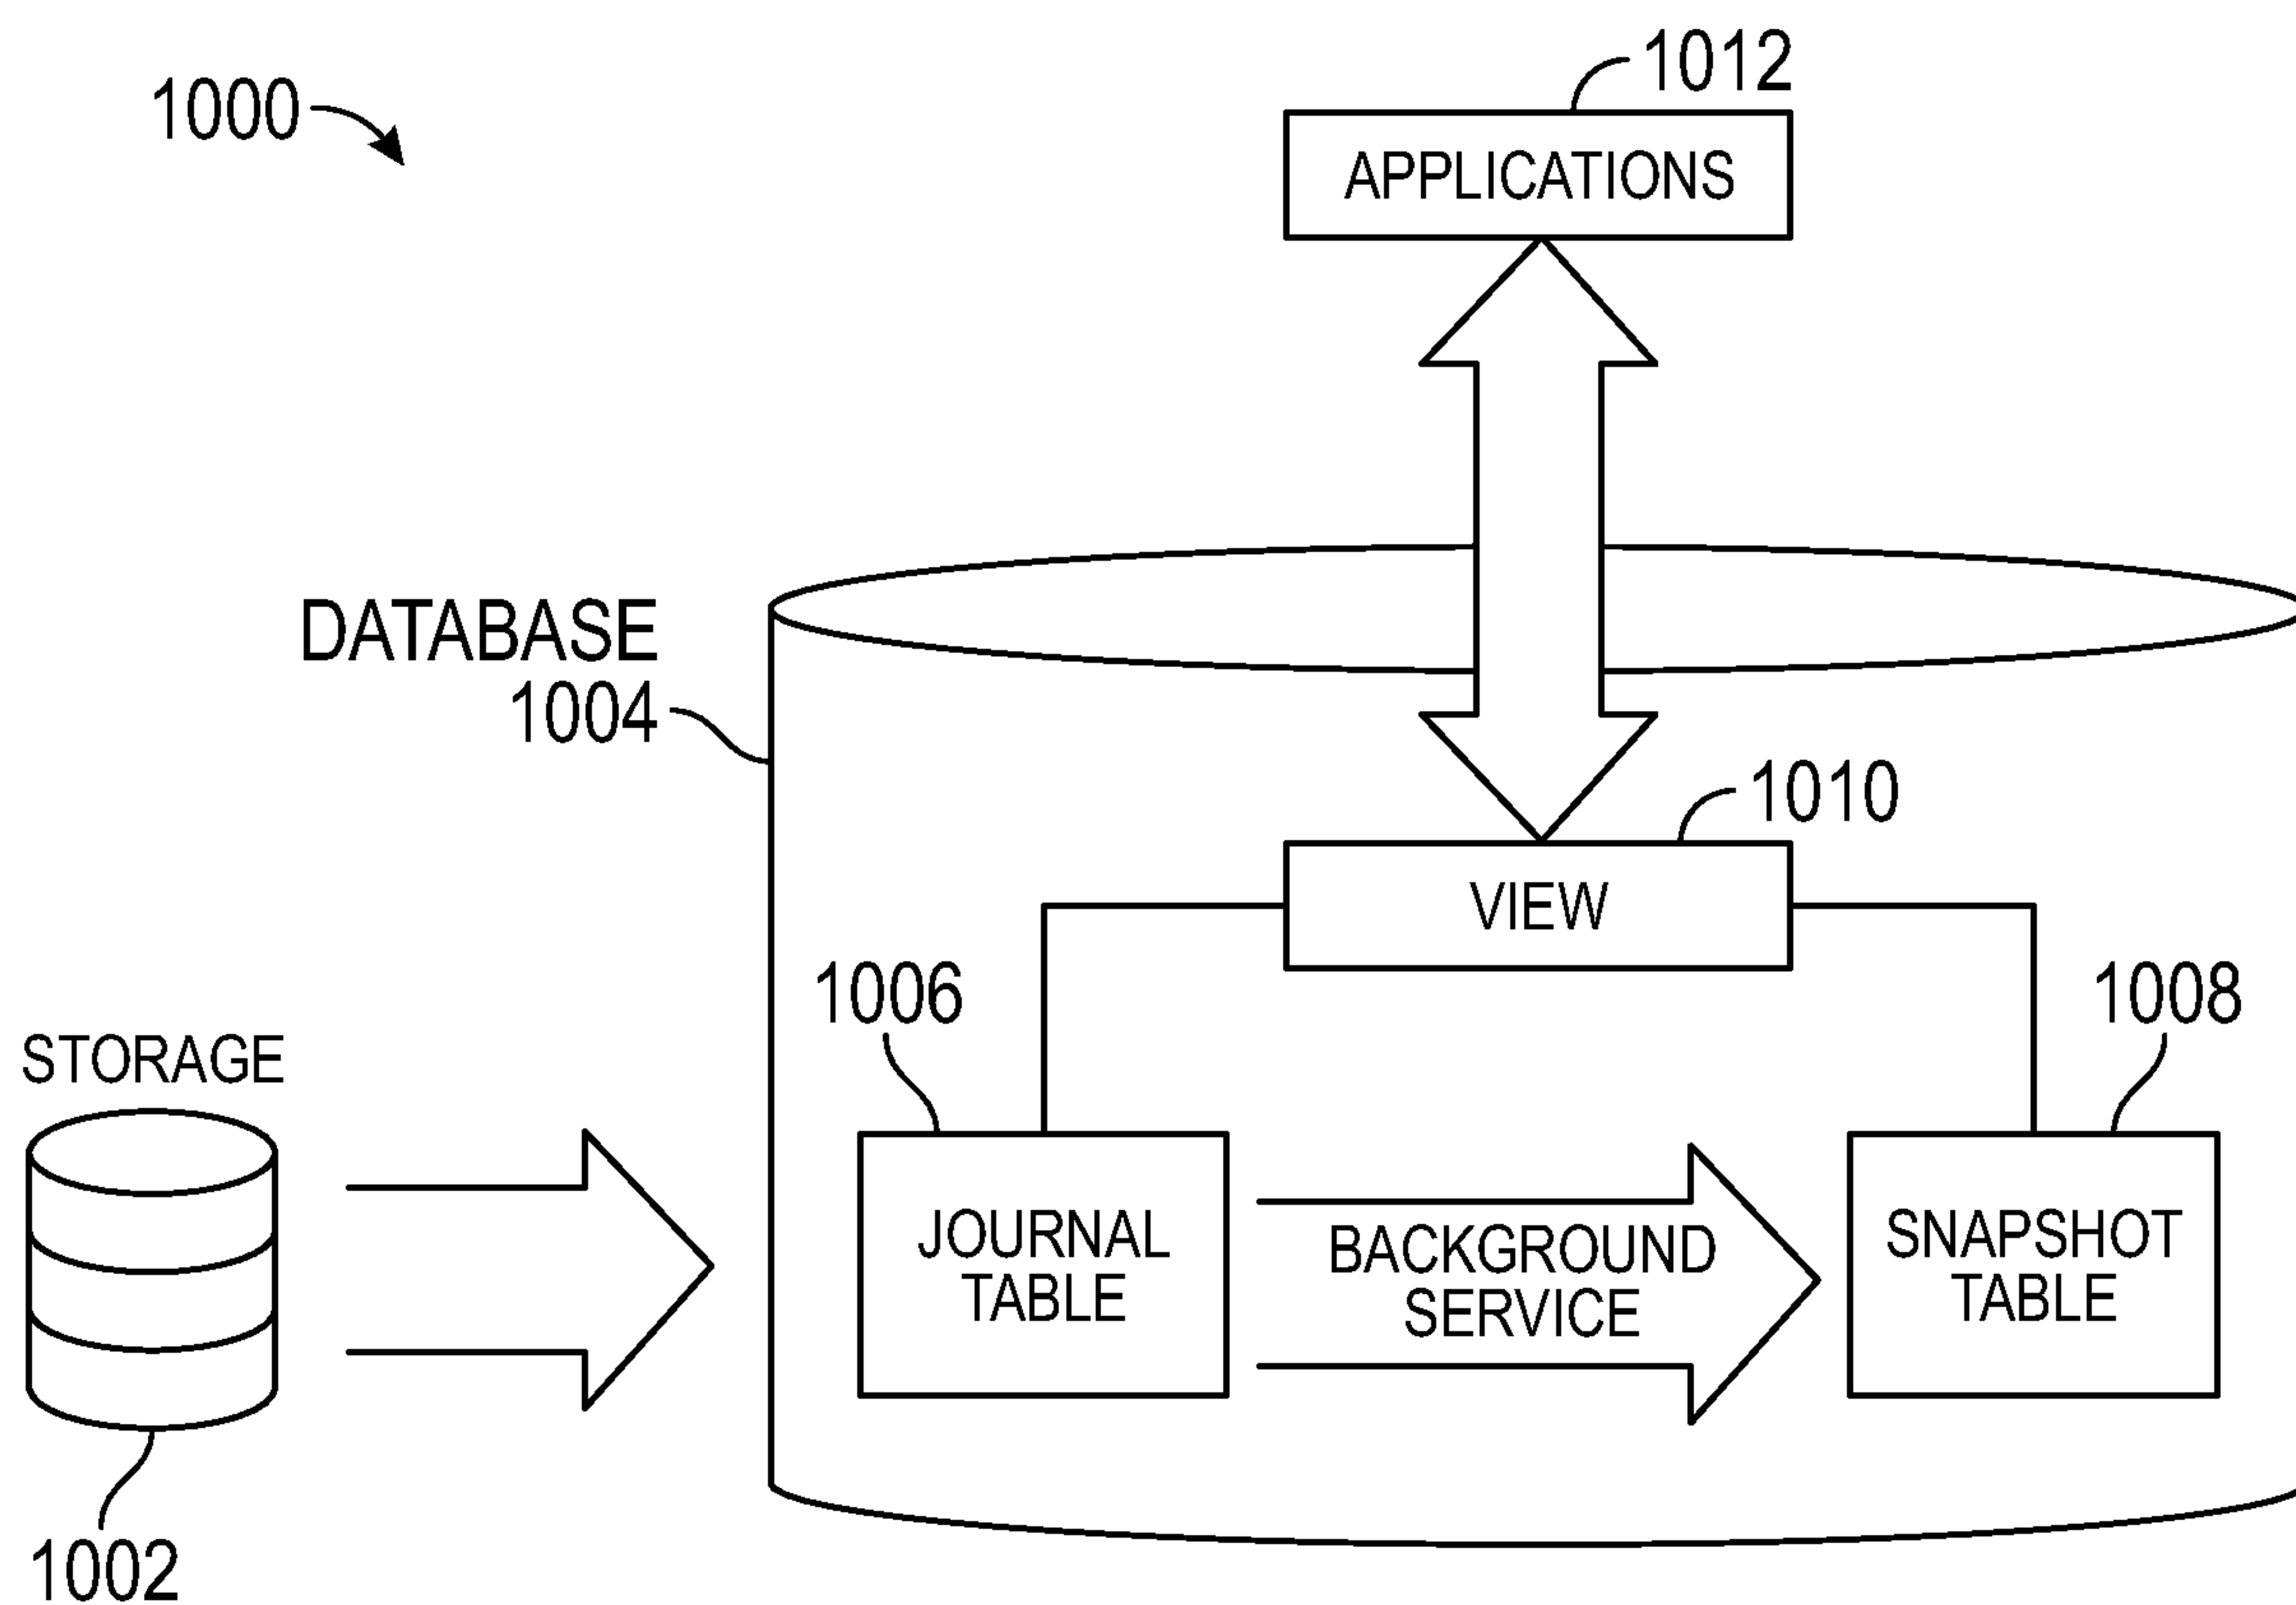 1000
1012
APPLICATIONS
DATABASE
1004
1010
VIEW
1006
1008
STORAGE
JOURNAL
TABLE
BACKGROUND
SERVICE
SNAPSHOT
TABLE
1002